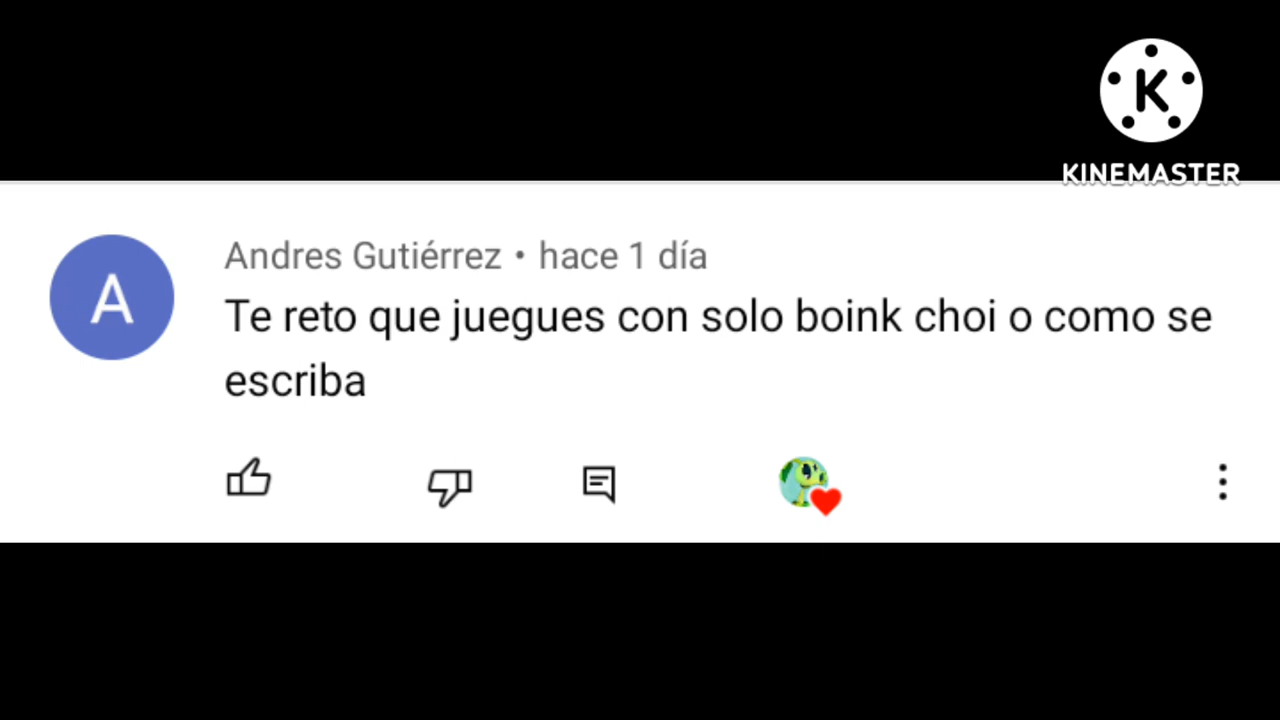 K
KINEMASTER
Andres Gutiérrez • hace 1 día
A
Te reto que juegues con solo boink choi o como se
escriba